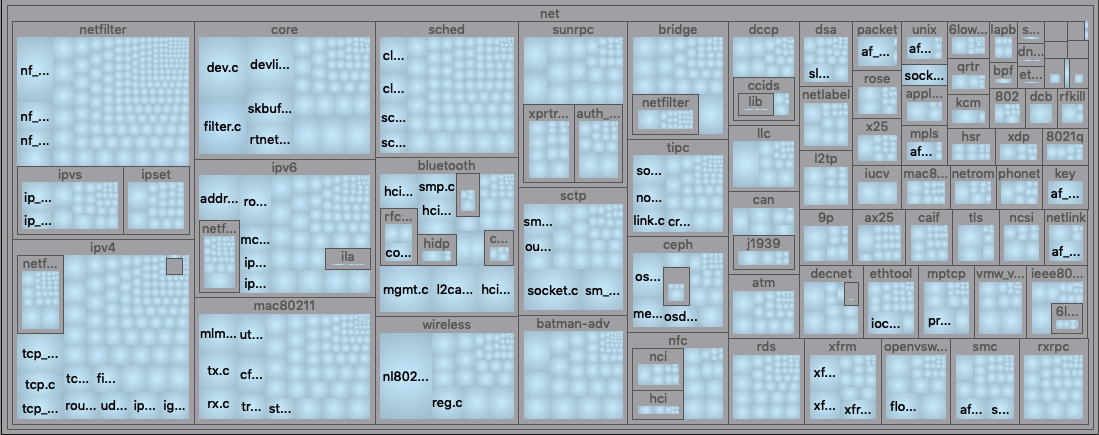 net
netfilter
nf_...
nf_...
nf_...
ipvs
ip_...
ip_...
ipset
ipv4
netf...
tcp_...
tcp.c
tcp_...
tc...
fi...
rou...
ud...
ip...
ig...
core
dev.c
devli...
skbuf...
filter.c
rtnet...
ipv6
addr...
ro...
netf...
mc...
ip...
ip...
ila
mac80211
mlm...
ut...
tx.c
cf...
rx.c
tr...
st...
sched
cl...
cl...
sc...
sc...
bluetooth
hci...
smp.c
hci...
rfc...
co...
hidp
c...
mgmt.c
l2ca...
hci...
wireless
nl802...
reg.c
sunrpc
xprtr...
auth_...
sctp
sm...
ou...
socket.c
sm_...
batman-adv
bridge
netfilter
tipc
so...
no...
link.c
cr...
ceph
os...
me...
osd...
nfc
nci
hci
dccp
ccids
lib
llc
can
j1939
atm
rds
dsa
sl...
netlabel
l2tp
9p
decnet
packet
af_...
rose
x25
iucv
ax25
ethtool
ioc...
unix
af...
sock...
appl...
mpls
af...
mac8...
caif
mptcp
pr...
6low...
qrtr
kcm
hsr
netrom
tls
vmw_v...
lapb
bpf
802
xdp
phonet
ncsi
s...
dn...
et...
dcb
rfkill
8021q
key
af_...
netlink
af_...
ieee80...
6l...
xfrm
xf...
xf...
xfr...
openvsw...
flo...
smc
af...
s...
rxrpc